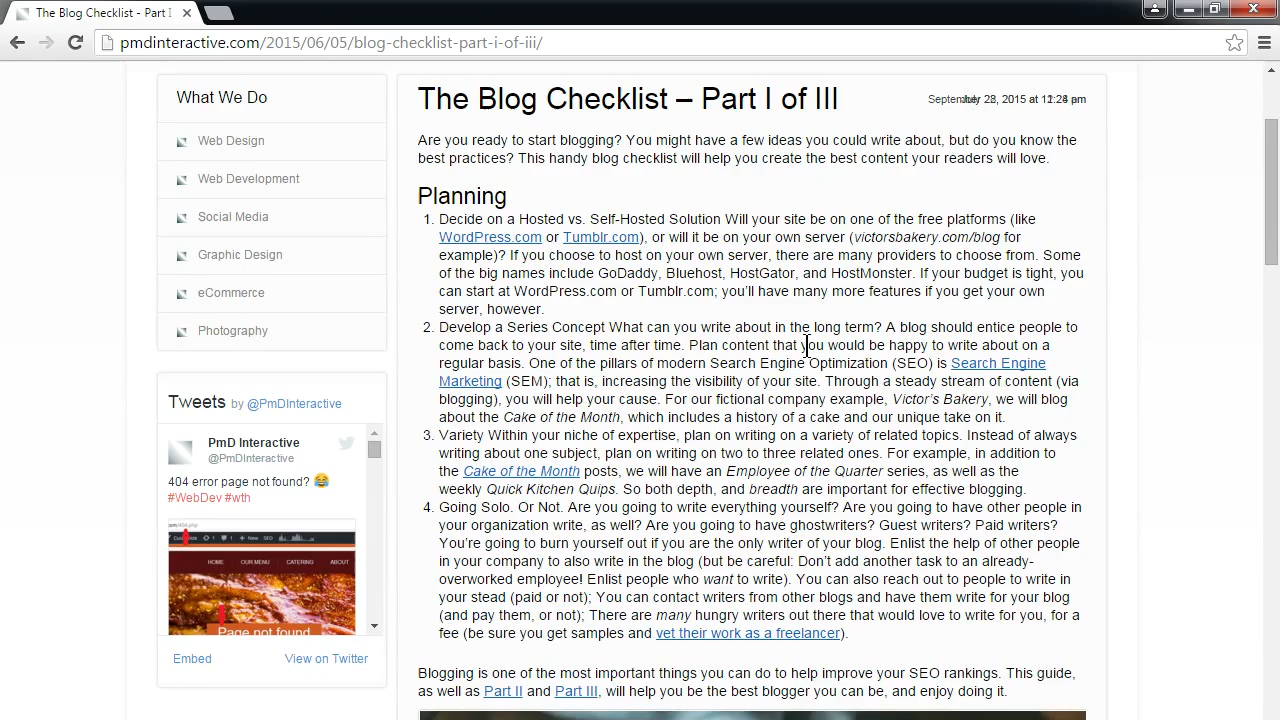 The Blog Checklist - Part I
pmdinteractive.com/2015/06/05/blog-checklist-part-i-of-iii/
What We Do
Web Design
Web Development
Social Media
Graphic Design
eCommerce
Photography
Tweets by @PmDInteractive
PmD Interactive
@PmDInteractive
404 error page not found? 😂
#WebDev #wth
HOME OUR MENU CATERING ABOUT
Page not found
Embed View on Twitter
The Blog Checklist – Part I of III
2015 at
Are you ready to start blogging? You might have a few ideas you could write about, but do you know the
best practices? This handy blog checklist will help you create the best content your readers will love.
Planning
1. Decide on a Hosted vs. Self-Hosted Solution Will your site be on one of the free platforms (like
WordPress.com or Tumblr.com), or will it be on your own server (victorsbakery.com/blog for
example)? If you choose to host on your own server, there are many providers to choose from. Some
of the big names include GoDaddy, Bluehost, HostGator, and HostMonster. If your budget is tight, you
can start at WordPress.com or Tumblr.com; you’ll have many more features if you get your own
server, however.
2. Develop a Series Concept What can you write about in the long term? A blog should entice people to
come back to your site, time after time. Plan content that you would be happy to write about on a
regular basis. One of the pillars of modern Search Engine Optimization (SEO) is Search Engine
Marketing (SEM); that is, increasing the visibility of your site. Through a steady stream of content (via
blogging), you will help your cause. For our fictional company example, Victor’s Bakery, we will blog
about the Cake of the Month, which includes a history of a cake and our unique take on it.
3. Variety Within your niche of expertise, plan on writing on a variety of related topics. Instead of always
writing about one subject, plan on writing on two to three related ones. For example, in addition to
the Cake of the Month posts, we will have an Employee of the Quarter series, as well as the
weekly Quick Kitchen Quips. So both depth, and breadth are important for effective blogging.
4. Going Solo. Or Not. Are you going to write everything yourself? Are you going to have other people in
your organization write, as well? Are you going to have ghostwriters? Guest writers? Paid writers?
You’re going to burn yourself out if you are the only writer of your blog. Enlist the help of other people
in your company to also write in the blog (but be careful: Don’t add another task to an already-
overworked employee! Enlist people who want to write). You can also reach out to people to write in
your stead (paid or not); You can contact writers from other blogs and have them write for your blog
(and pay them, or not); There are many hungry writers out there that would love to write for you, for a
fee (be sure you get samples and vet their work as a freelancer).
Blogging is one of the most important things you can do to help improve your SEO rankings. This guide,
as well as Part II and Part III, will help you be the best blogger you can be, and enjoy doing it.